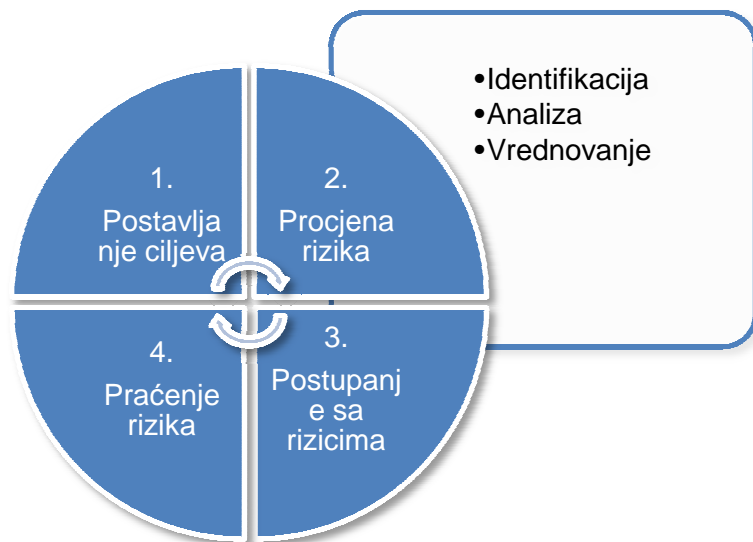 •Identifikacija
•Analiza
•Vrednovanje
1.
Postavlja
nje ciljeva
2.
Procjena
rizika
3.
Postupanj
e sa
rizicima
4.
Praćenje
rizika